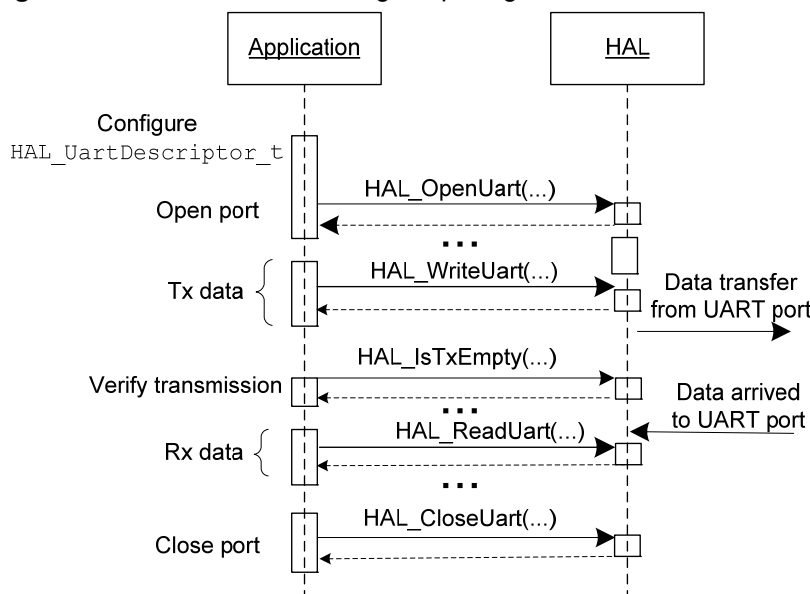 Application
HAL
Configure
HAL_UartDescriptor_t
HAL_OpenUart(...)
Open port
...
HAL_WriteUart(...)
Tx data
Data transfer
from UART port
HAL_IsTxEmpty(...)
Verify transmission
...
Data arrived
to UART port
HAL_ReadUart(...)
Rx data
...
HAL_CloseUart(...)
Close port